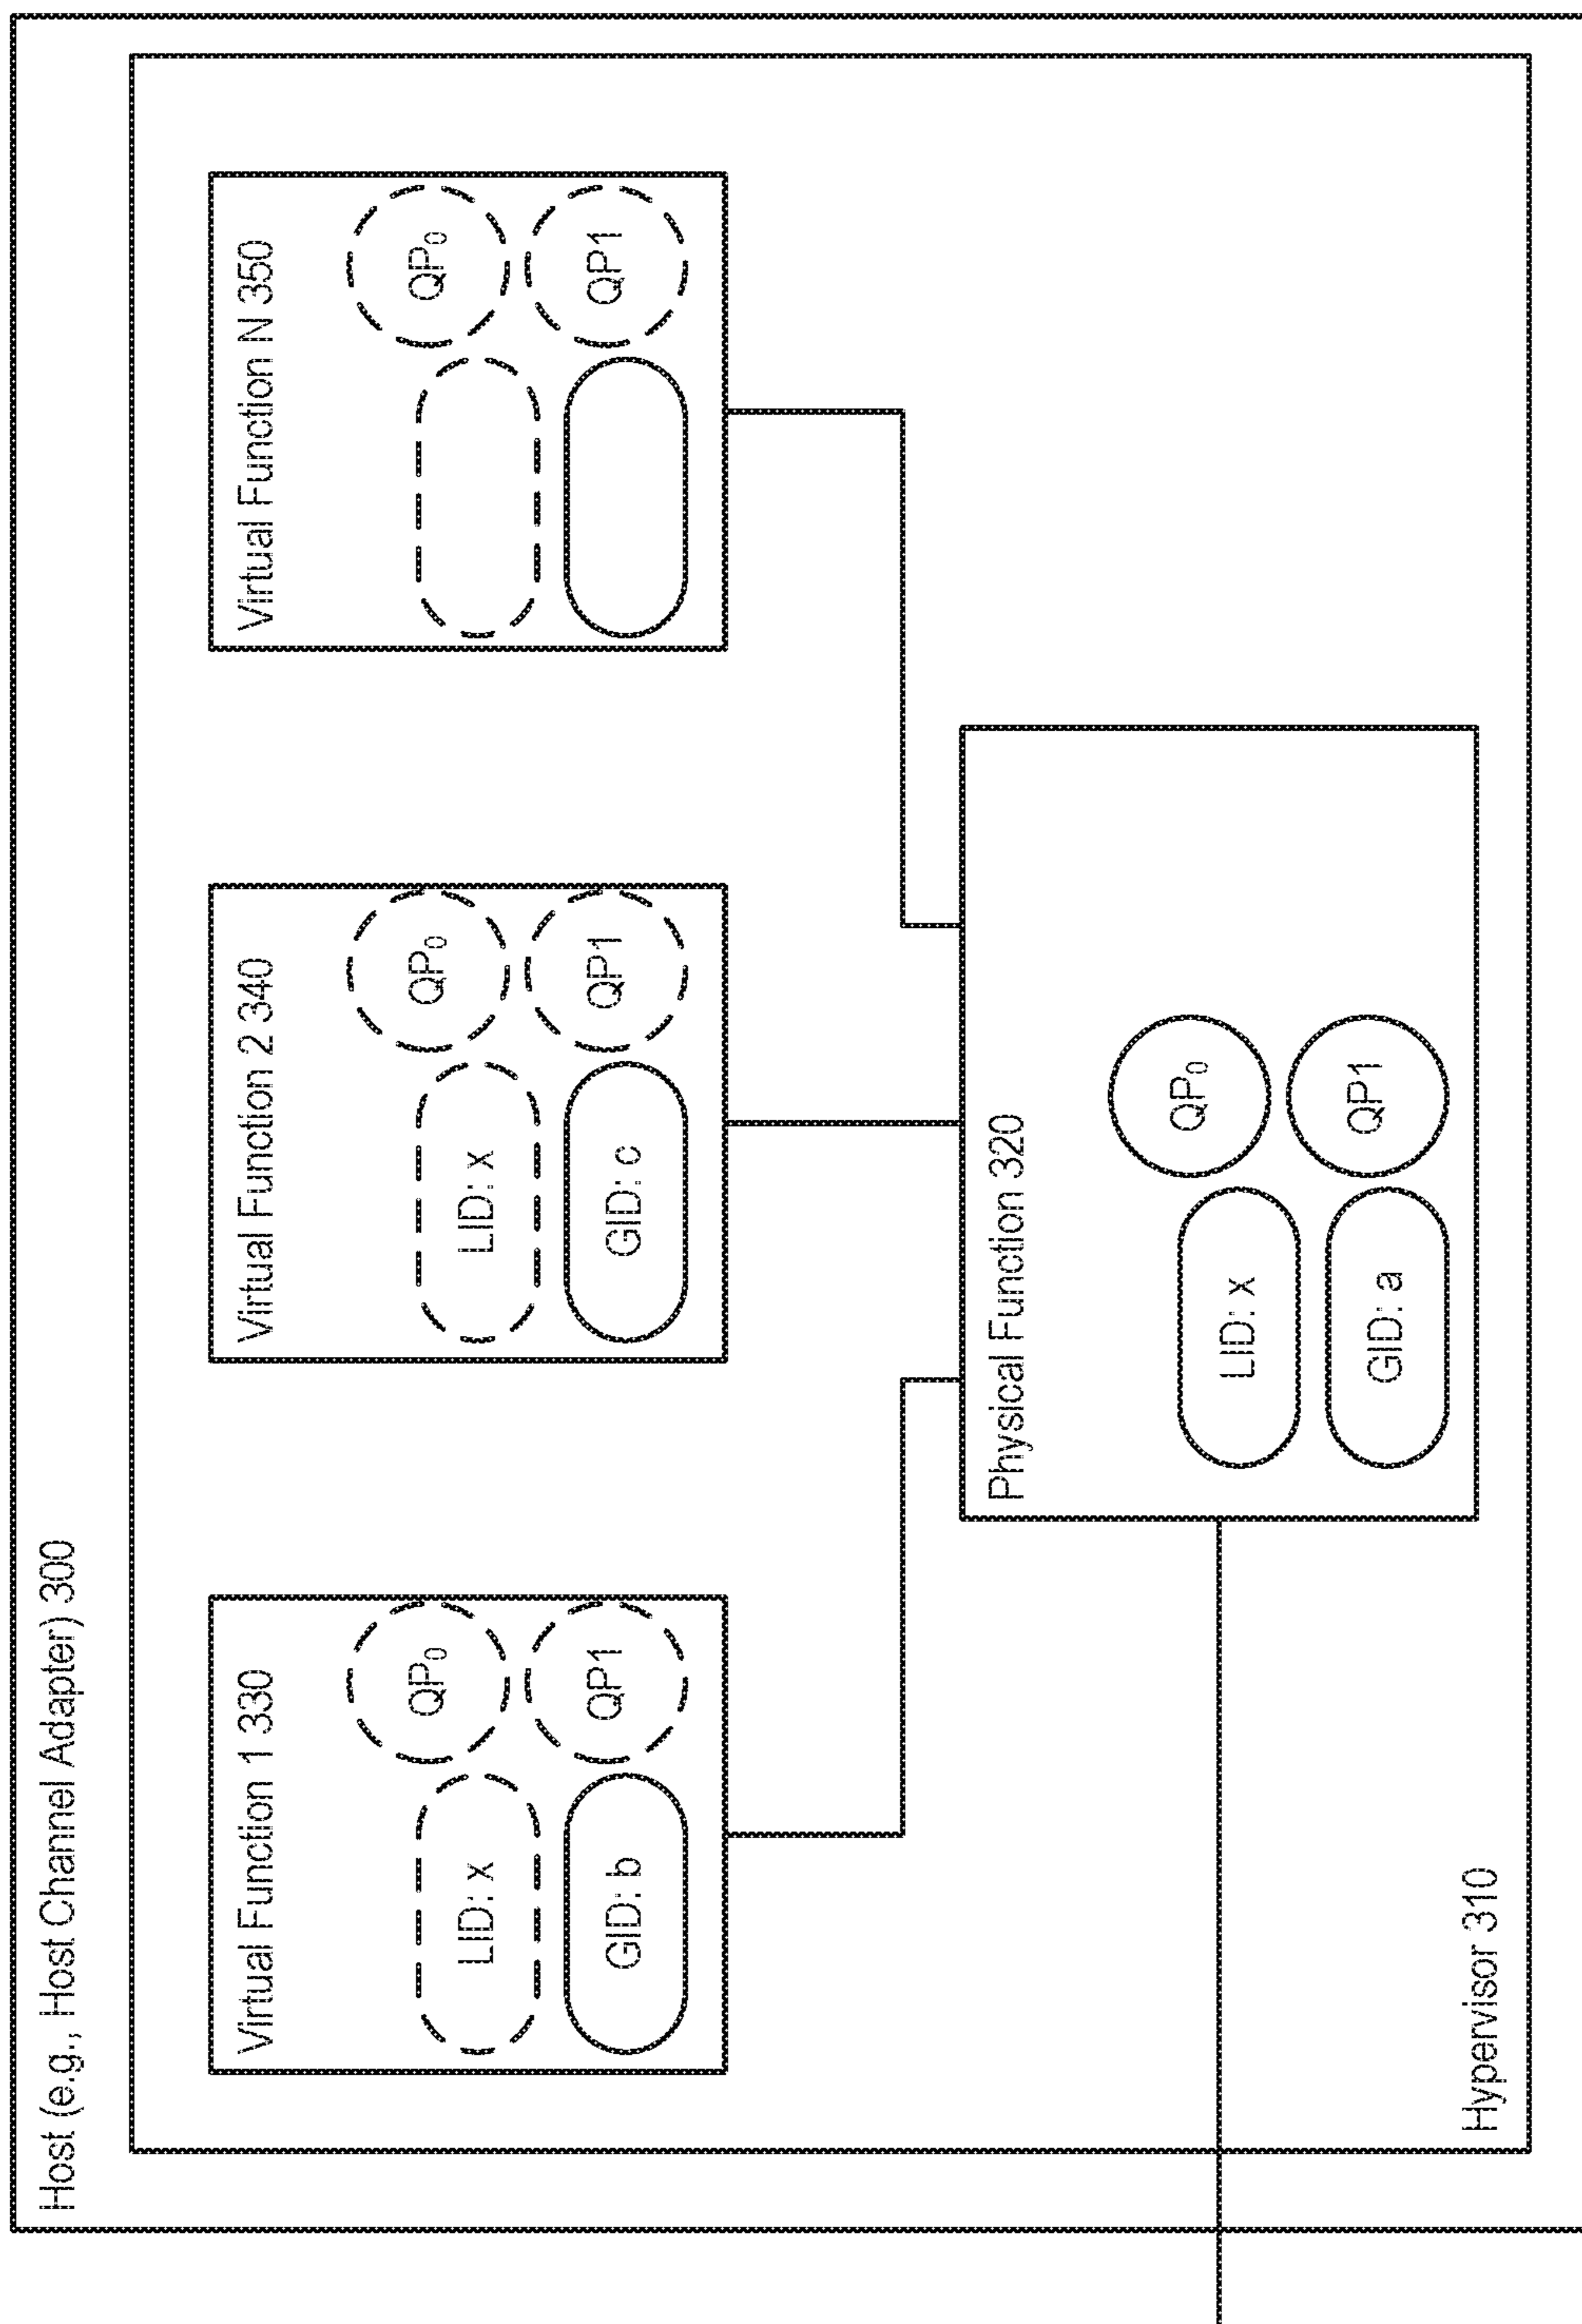 Host (e.g., Host Channel Adapter) 300
Virtual Function 1 330
QP0
LID: x
QP1
GID: b
Virtual Function 2 340
QP0
LID: x
QP1
GID: c
Virtual Function N 350
QP0
QP1
Physical Function 320
QP0
LID: x
QP1
GID: a
Hypervisor 310